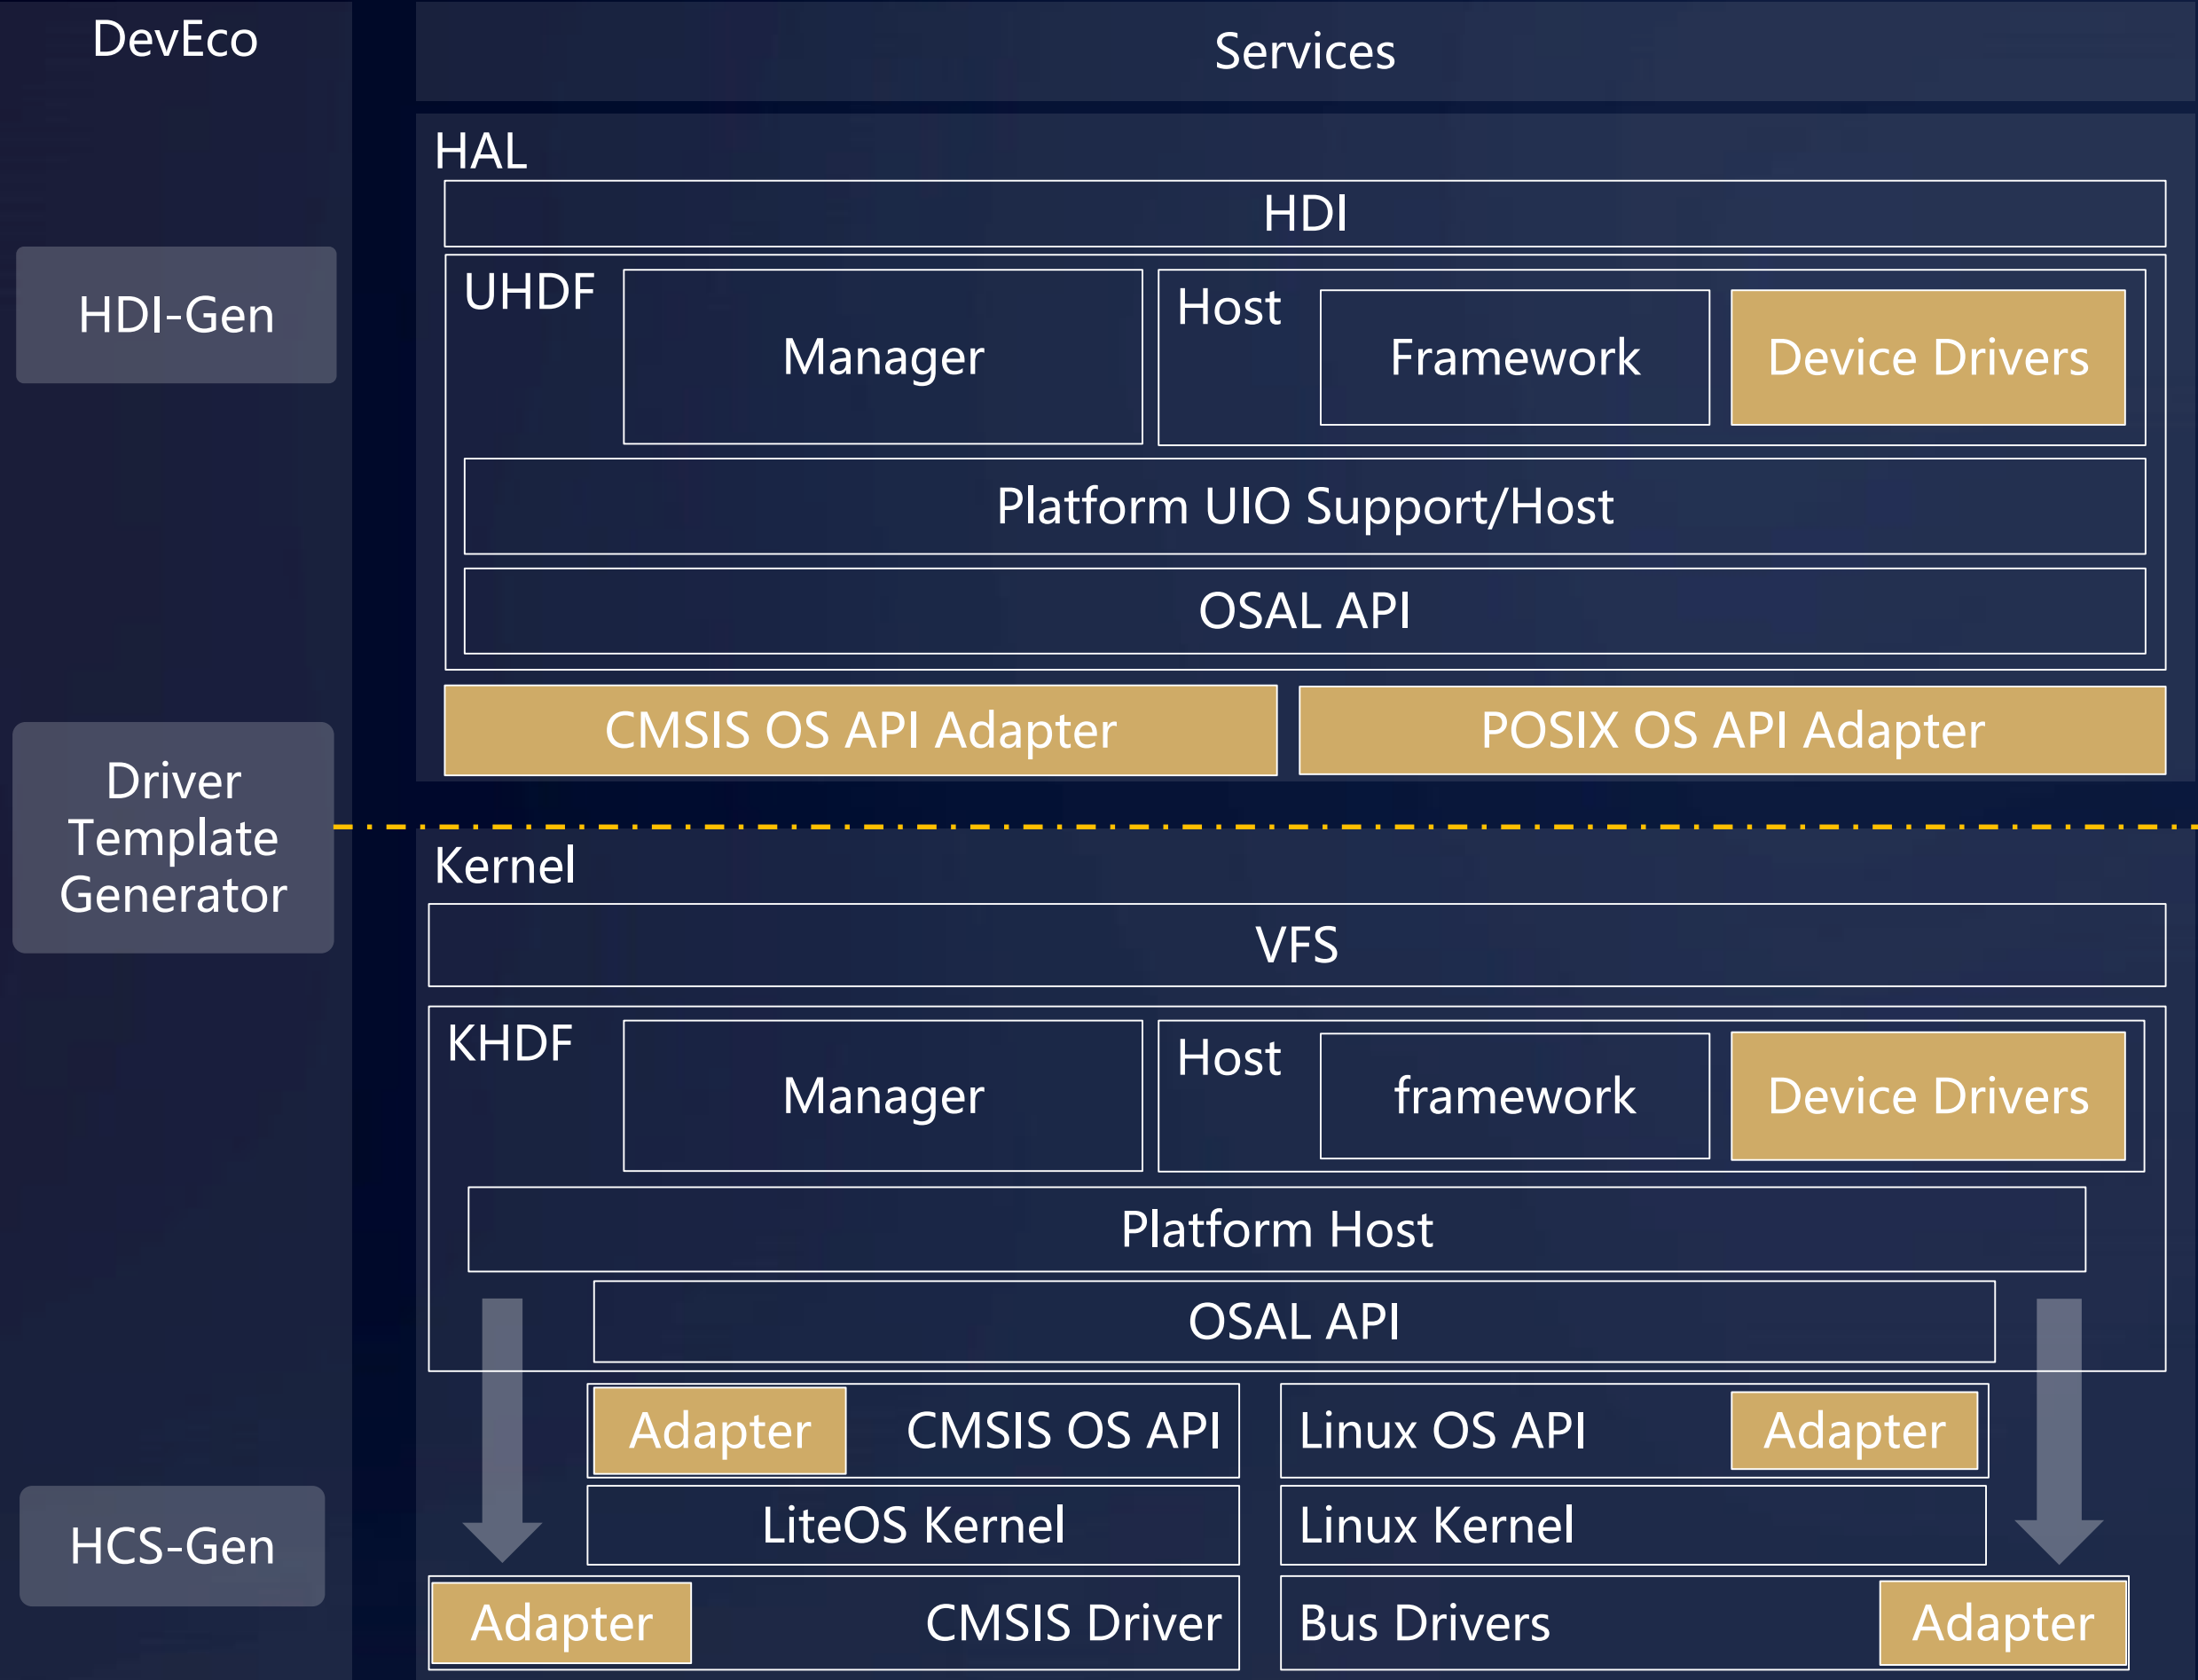 DevEco
HDI-Gen
Driver
Template
Generator
HCS-Gen
Services
HAL
HDI
UHDF
Manager
Host
Framework
Device Drivers
Platform UIO Support/Host
OSAL API
CMSIS OS API Adapter
POSIX OS API Adapter
Kernel
VFS
KHDF
Manager
Host
framework
Device Drivers
Platform Host
OSAL API
Adapter
CMSIS OS API
Linux OS API
Adapter
LiteOS Kernel
Linux Kernel
Adapter
CMSIS Driver
Bus Drivers
Adapter